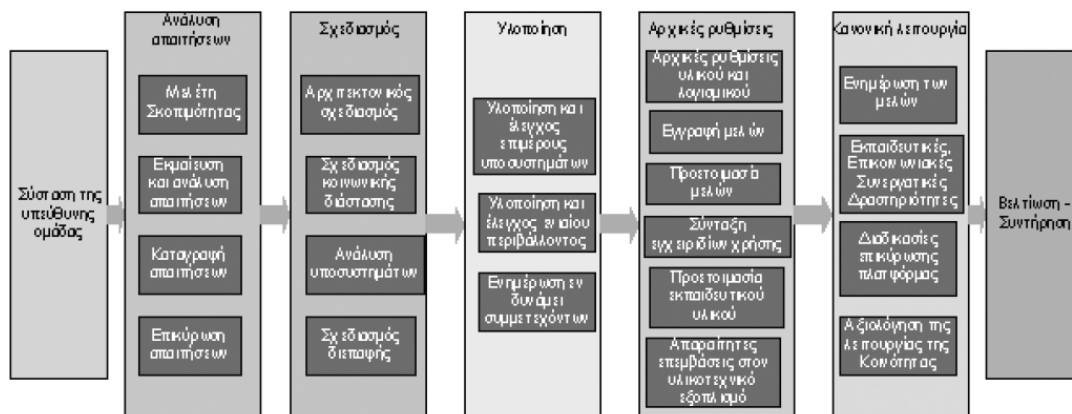 Σύσταση της
υπεύθυνης
ομάδας
Ανάλυση
απαιτήσεων
Μελέτη
Σκοπιμότητας
Εκμαίευση
και ανάλυση
απαιτήσεων
Καταγραφή
απαιτήσεων
Επικύρωση
απαιτήσεων
Σχεδιασμός
Αρχιτεκτονικός
σχεδιασμός
Σχεδιασμός
κοινωνικής
διάστασης
Ανάλυση
υποσυστημάτων
Σχεδιασμός
διεπαφής
Υλοποίηση
Υλοποίηση και
έλεγχος
επιμέρους
υποσυστημάτων
Υλοποίηση και
έλεγχος ενιαίου
περιβάλλοντος
Ενημέρωση εν
δυνάμει
συμμετεχόντων
Αρχικές ρυθμίσεις
Αρχικές ρυθμίσεις
υλικού και
λογισμικού
Εγγραφή μελών
Προετοιμασία
μελών
Σύνταξη
εγχειριδίων χρήσης
Προετοιμασία
εκπαιδευτικού
υλικού
Απαραίτητες
επεμβάσεις στον
υλικοτεχνικό
εξοπλισμό
Κανονική λειτουργία
Ενημέρωση των
μελών
Εκπαιδευτικές,
Επικοινωνιακές
Συνεργατικές
Δραστηριότητες
Διαδικασίες
επικύρωσης
πλατφόρμας
Αξιολόγηση της
λειτουργίας της
Κοινότητας
Βελτίωση -
Συντήρηση